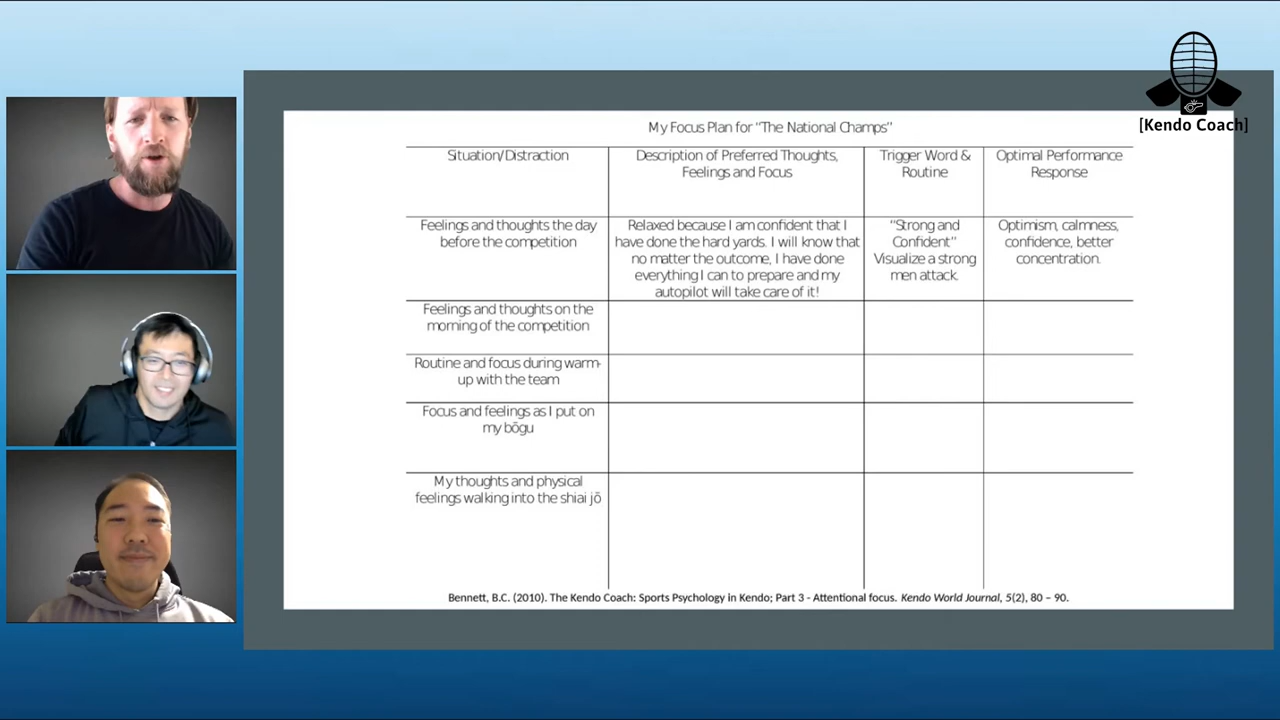 [Kendo Coach]
My Focus Plan for "The National Champs"
Situation/Distraction
Description of Preferred Thoughts,
Feelings and Focus
Trigger Word &
Routine
Optimal Performance
Response
Feelings and thoughts the day
before the competition
Relaxed because I am confident that I
have done the hard yards. I will know that
no matter the outcome, I have done
everything I can to prepare and my
autopilot will take care of it!
"Strong and
Confident"
Visualize a strong
men attack.
Optimism, calmness,
confidence, better
concentration.
Feelings and thoughts on the
morning of the competition
Routine and focus during warm-
up with the team
Focus and feelings as I put on
my bōgu
My thoughts and physical
feelings walking into the shiai jō
Bennett, B.C. (2010). The Kendo Coach: Sports Psychology in Kendo; Part 3 - Attentional focus. Kendo World Journal, 5(2), 80 – 90.